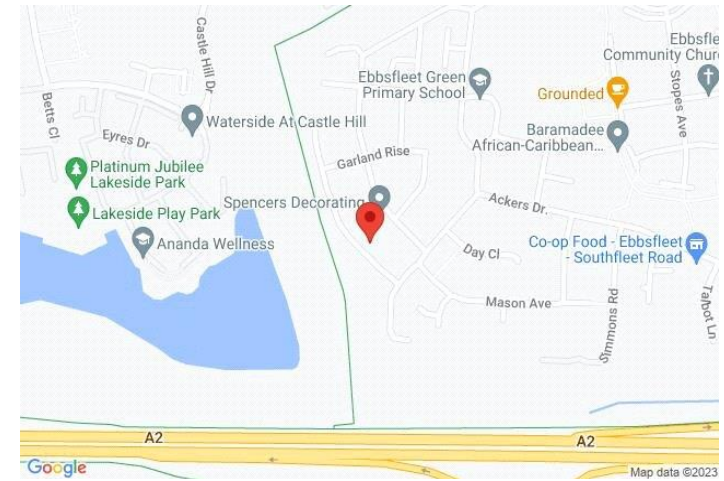 Castle Hill Dr
Betts Cl
Eyres Dr
Waterside At Castle Hill
Platinum Jubilee
Lakeside Park
Lakeside Play Park
Ananda Wellness
Ebbsfleet Green
Primary School
Garland Rise
Spencers Decorating
Ebbsfle
Community Churc
Grounded
Stopes Ave
Baramadee
African-Caribbean...
Ackers Dr.
Day Cl
Co-op Food - Ebbsfleet
- Southfleet Road
Mason Ave
Simmons Rd
Talbot Ln
A2
A2
Google
Map data ©2023